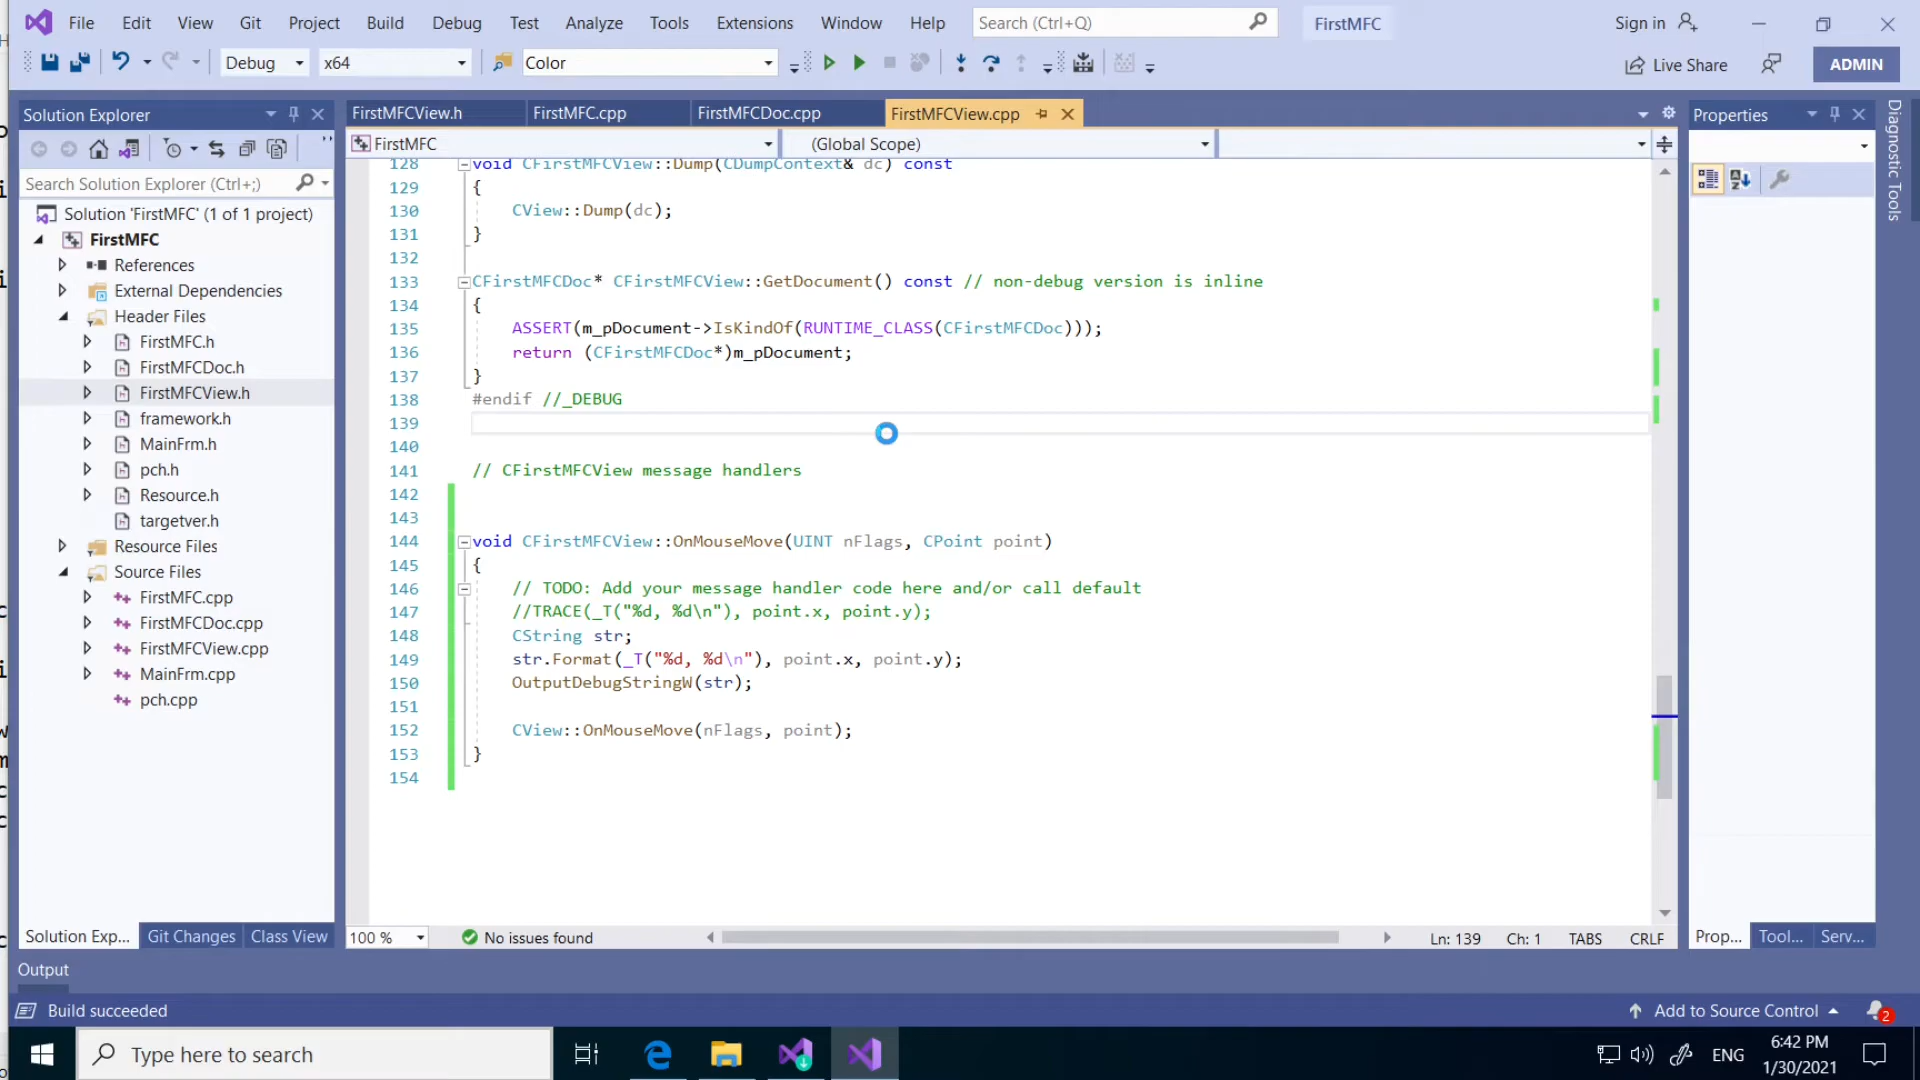 File Edit View Git Project Build Debug Test Analyze Tools Extensions Window Help Search (Ctrl+Q) FirstMFC Sign in
Debug x64 Color Live Share ADMIN
Solution Explorer FirstMFCView.h FirstMFC.cpp FirstMFCDoc.cpp FirstMFCView.cpp Properties
FirstMFC (Global Scope)
Search Solution Explorer (Ctrl+;)
Solution 'FirstMFC' (1 of 1 project)
FirstMFC
References
External Dependencies
Header Files
FirstMFC.h
FirstMFCDoc.h
FirstMFCView.h
framework.h
MainFrm.h
pch.h
Resource.h
targetver.h
Resource Files
Source Files
FirstMFC.cpp
FirstMFCDoc.cpp
FirstMFCView.cpp
MainFrm.cpp
pch.cpp
128 void CFirstMFCView::Dump(CDumpContext& dc) const
129 {
130 CView::Dump(dc);
131 }
132
133 CFirstMFCDoc* CFirstMFCView::GetDocument() const // non-debug version is inline
134 {
135 ASSERT(m_pDocument->IsKindOf(RUNTIME_CLASS(CFirstMFCDoc)));
136 return (CFirstMFCDoc*)m_pDocument;
137 }
138 #endif //_DEBUG
139
140
141 // CFirstMFCView message handlers
142
143
144 void CFirstMFCView::OnMouseMove(UINT nFlags, CPoint point)
145 {
146 // TODO: Add your message handler code here and/or call default
147 //TRACE(_T("%d, %d\n"), point.x, point.y);
148 CString str;
149 str.Format(_T("%d, %d\n"), point.x, point.y);
150 OutputDebugStringW(str);
151
152 CView::OnMouseMove(nFlags, point);
153 }
154
Diagnostic Tools
Solution Exp... Git Changes Class View 100 % No issues found Ln: 139 Ch: 1 TABS CRLF Prop... Tool... Serv...
Output
Build succeeded Add to Source Control 2
Type here to search ENG 6:42 PM
1/30/2021